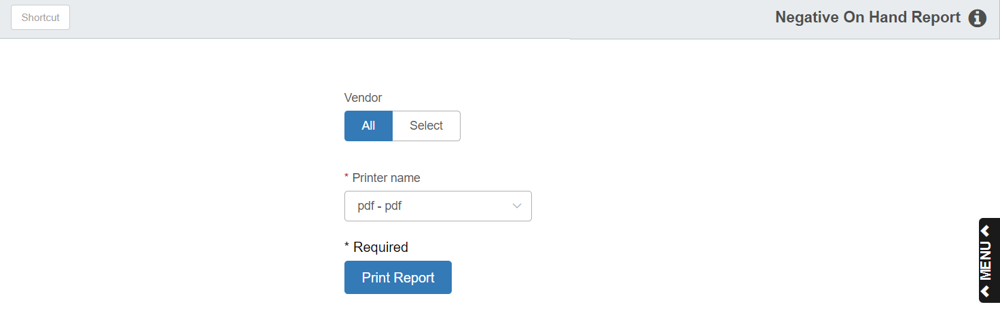 Shortcut
Negative On Hand Report
Vendor
All Select
* Printer name
pdf - pdf
* Required
Print Report
MENU